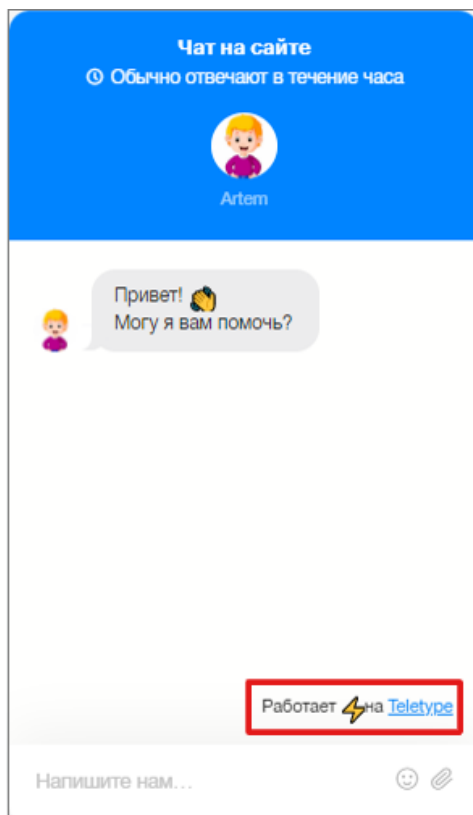 Чат на сайте
Обычно отвечают в течение часа
Artem
Привет! 👏
Могу я вам помочь?
Работает ⚡на Teletype
Напишите нам...